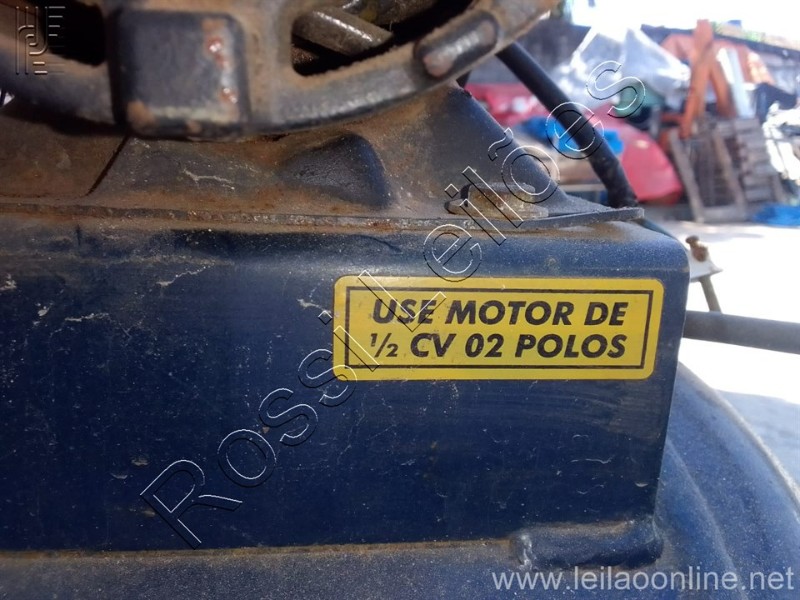 USE MOTOR DE
1/2 CV 02 POLOS
Rossi Leilões
www.leilaoonline.net